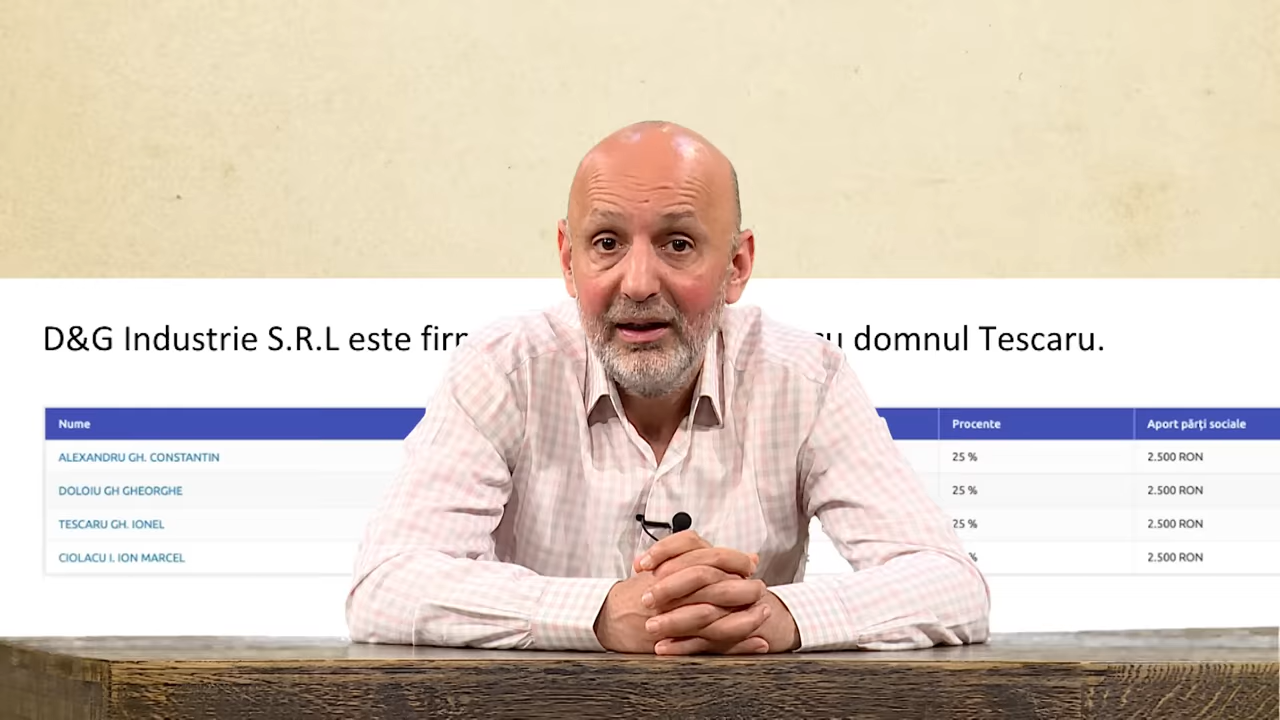 D&G Industrie S.R.L este domnul Tescaru.
Nume Procente Aport părți sociale
ALEXANDRU GH. CONSTANTIN 25 % 2.500 RON
DOLOIU GH GHEORGHE 25 % 2.500 RON
TESCARU GH. IONEL 25 % 2.500 RON
CIOLACU I. ION MARCEL % 2.500 RON